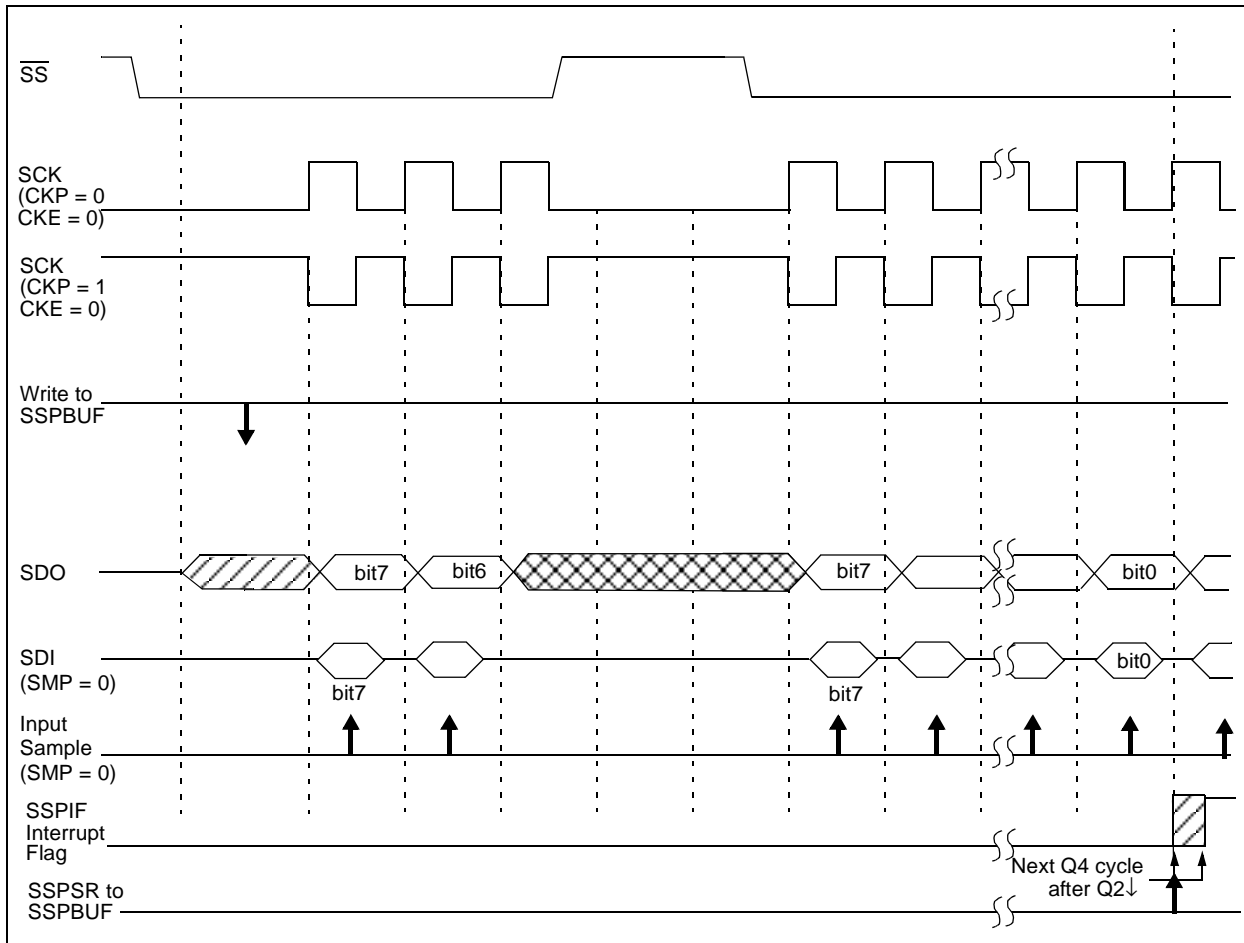 SS
SCK
(CKP = 0
CKE = 0)
SCK
(CKP = 1
CKE = 0)
Write to
SSPBUF
SDO
bit7
bit6
bit7
bit0
SDI
(SMP = 0)
bit7
bit7
bit0
Input
Sample
(SMP = 0)
SSPIF
Interrupt
Flag
Next Q4 cycle
after Q2↓
SSPSR to
SSPBUF